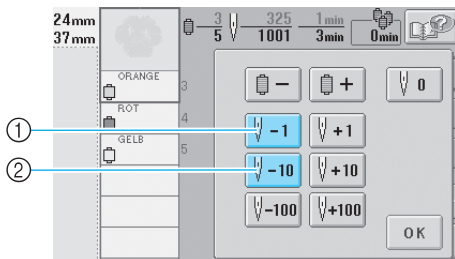 24mm
37mm
3
5
325
1001
1min
3min
0min
?
ORANGE
3
ROT
4
GELB
5
−
+
0
① −1 +1
② −10 +10
−100 +100
OK